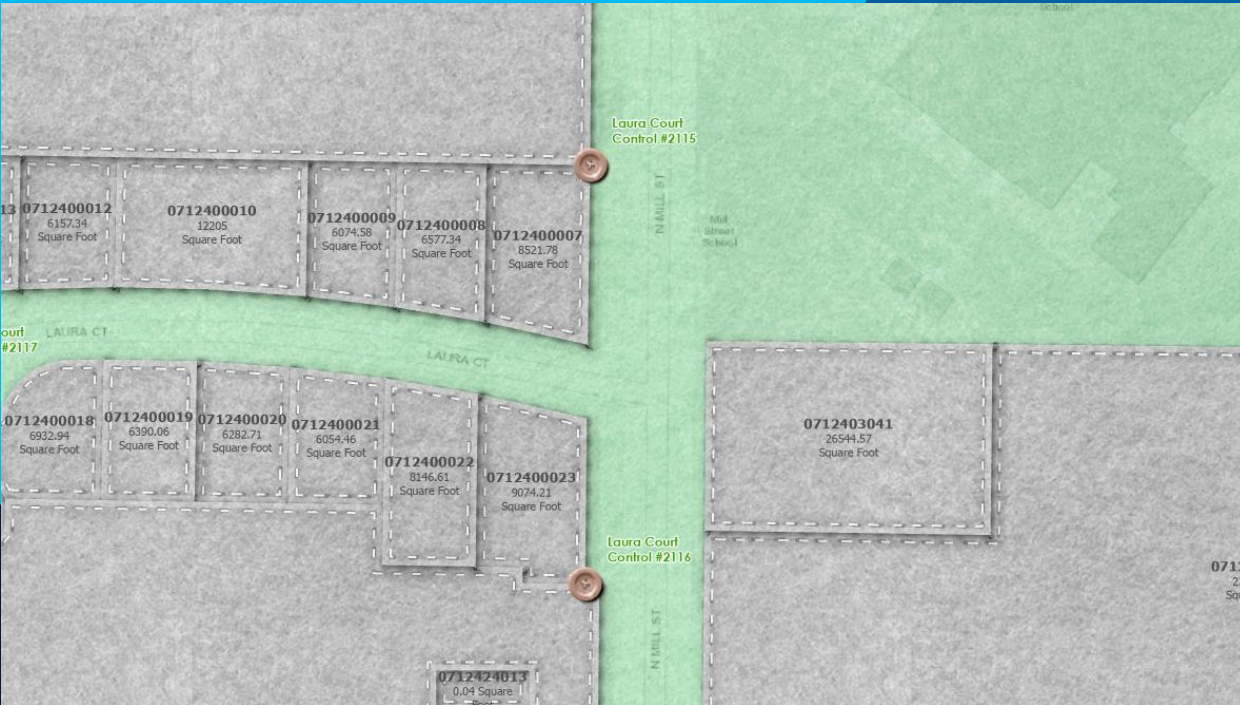 School
Laura Court
Control #2115
N MILL ST
Mill
Street
School
13
0712400012
6157.34
Square Foot
0712400010
12205
Square Foot
0712400009
6074.58
Square Foot
0712400008
6577.34
Square Foot
0712400007
8521.78
Square Foot
ourt
#2117
LAURA CT
LAURA CT
0712400018
6932.94
Square Foot
0712400019
6390.06
Square Foot
0712400020
6282.71
Square Foot
0712400021
6054.46
Square Foot
0712400022
8146.61
Square Foot
0712400023
9074.21
Square Foot
0712403041
26544.57
Square Foot
Laura Court
Control #2116
N MILL ST
0712424013
0.04 Square